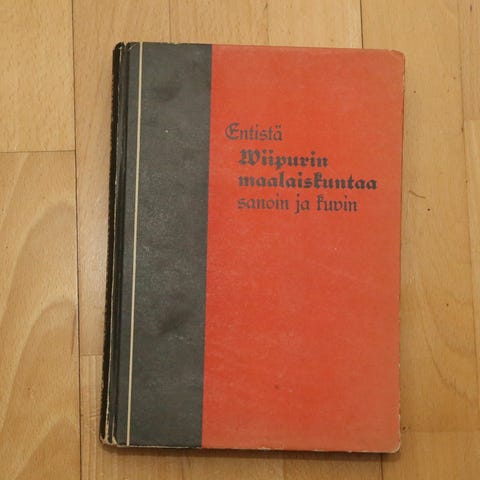 Entistä
Wiipurin
maalaiskuntaa
sanoin ja kuvin